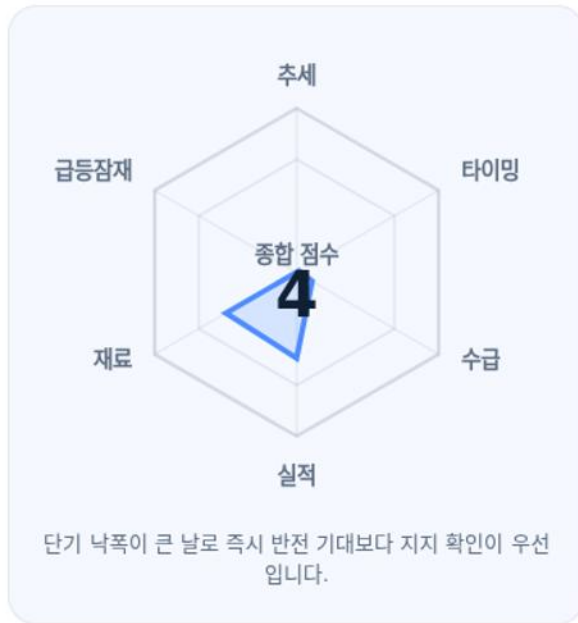 추세
급등잠재
타이밍
종합 점수
4
재료
수급
실적
단기 낙폭이 큰 날로 즉시 반전 기대보다 지지 확인이 우선
입니다.